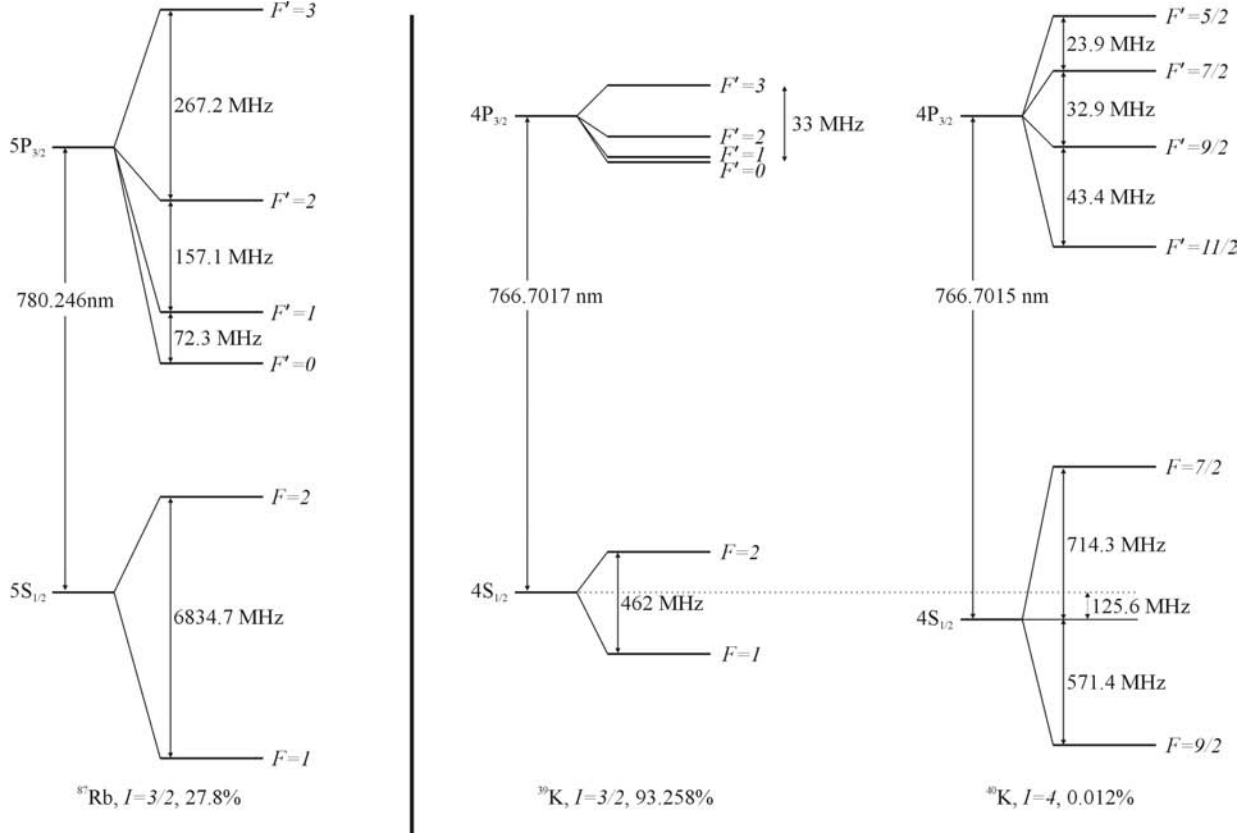 F'=3
267.2 MHz
5P3/2
F'=2
157.1 MHz
780.246nm
F'=1
72.3 MHz
F'=0
F=2
5S1/2
6834.7 MHz
F=1
87Rb, I=3/2, 27.8%
F'=3
4P3/2
33 MHz
F'=2
F'=1
F'=0
766.7017 nm
F=2
4S1/2
462 MHz
F=1
39K, I=3/2, 93.258%
F'=5/2
23.9 MHz
F'=7/2
4P3/2
32.9 MHz
F'=9/2
43.4 MHz
F'=11/2
766.7015 nm
F=7/2
714.3 MHz
125.6 MHz
4S1/2
571.4 MHz
F=9/2
40K, I=4, 0.012%